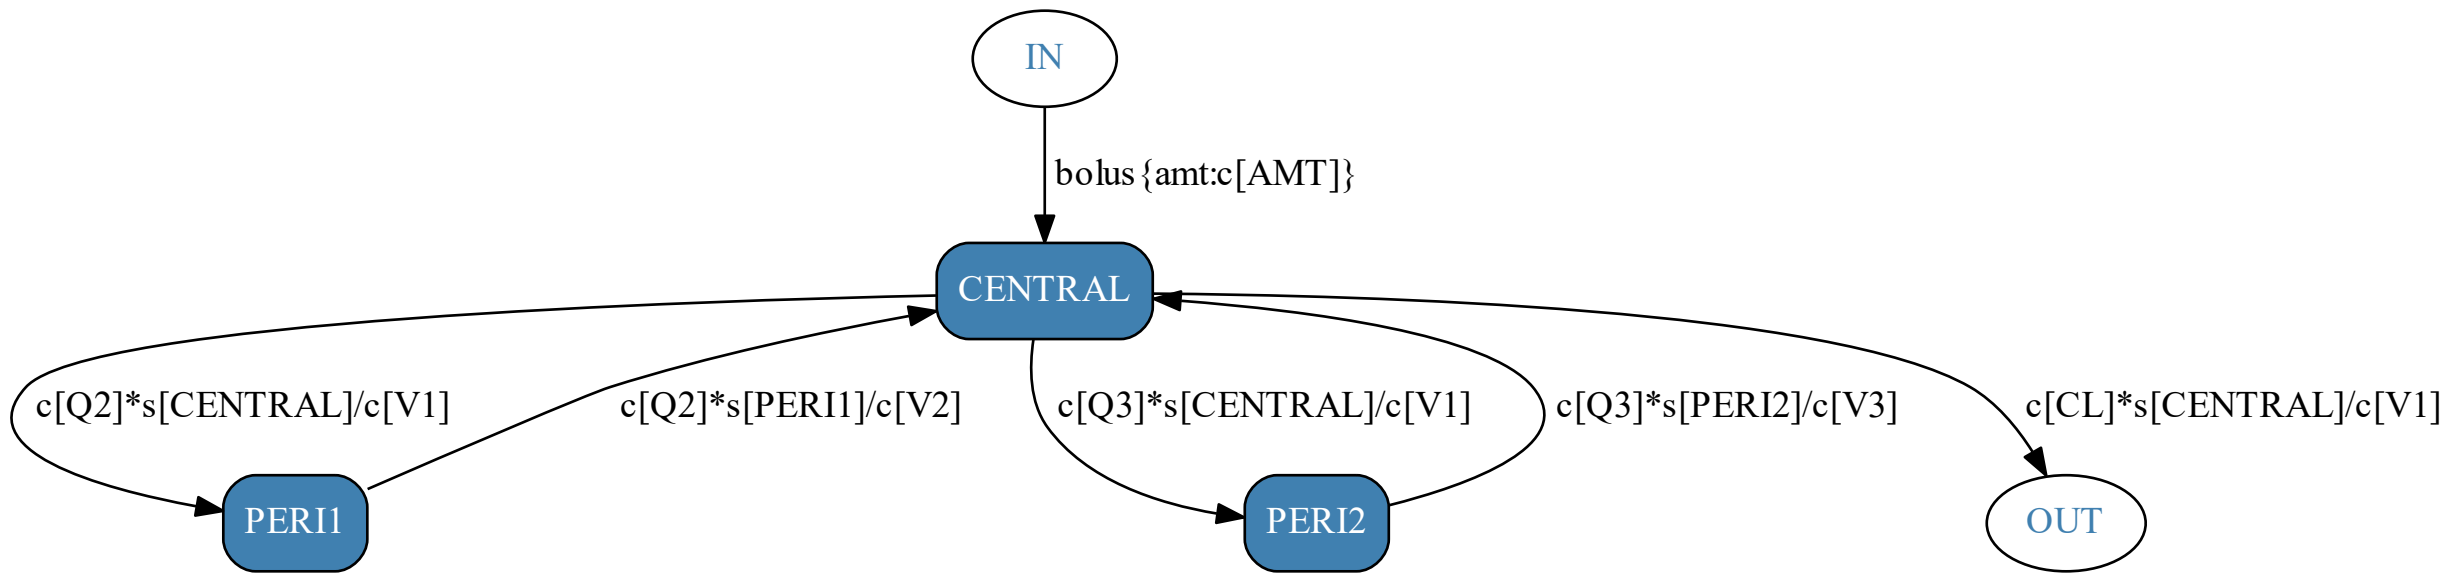 IN
bolus{amt:c[AMT]}
CENTRAL
c[Q2]*s[CENTRAL]/c[V1]
c[Q2]*s[PERI1]/c[V2]
c[Q3]*s[CENTRAL]/c[V1]
c[Q3]*s[PERI2]/c[V3]
c[CL]*s[CENTRAL]/c[V1]
PERI1
PERI2
OUT